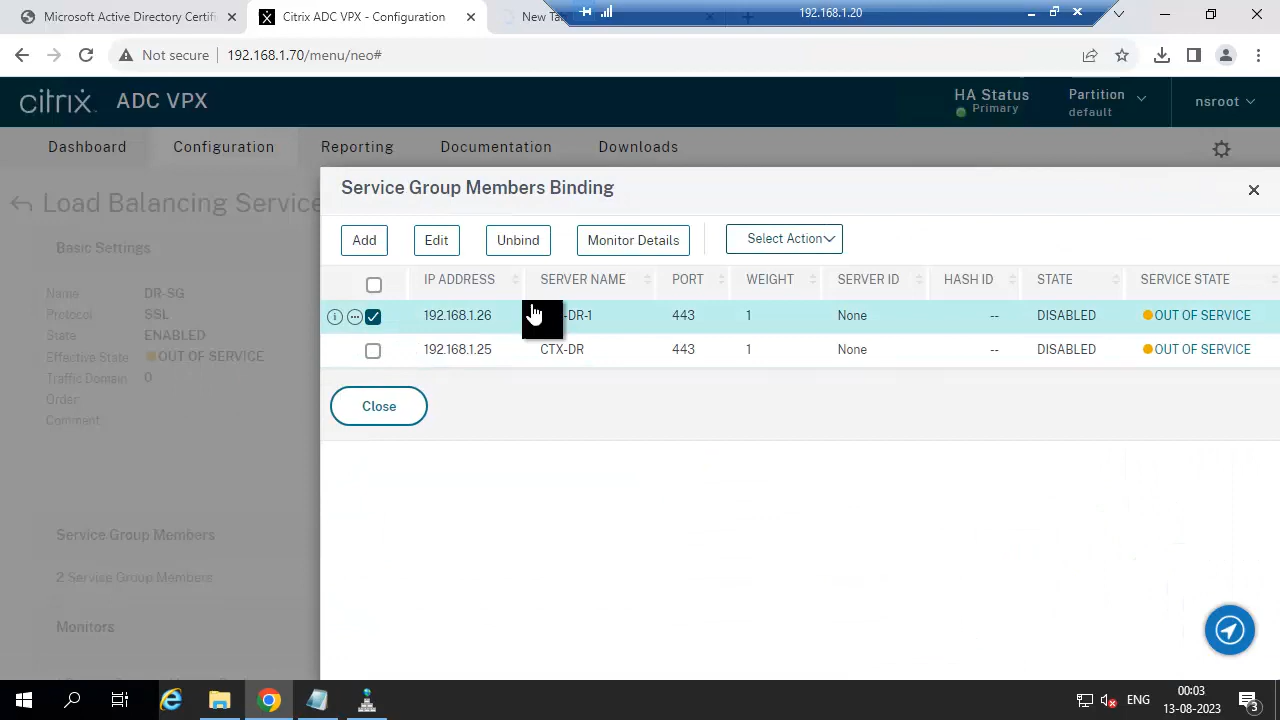 Microsoft Active Directory Certifi
Citrix ADC VPX - Configuration
New Ta
192.168.1.20
Not secure
192.168.1.70/menu/neo#
citrix
ADC VPX
HA Status
Primary
Partition
default
nsroot
Dashboard
Configuration
Reporting
Documentation
Downloads
Load Balancing Service
Basic Settings
Name DR-SG
Protocol SSL
State ENABLED
Effective State OUT OF SERVICE
Traffic Domain 0
Order
Comment
Service Group Members
2 Service Group Members
Monitors
Service Group Members Binding
Add
Edit
Unbind
Monitor Details
Select Action
IP ADDRESS SERVER NAME PORT WEIGHT SERVER ID HASH ID STATE SERVICE STATE
192.168.1.26 -DR-1 443 1 None -- DISABLED OUT OF SERVICE
192.168.1.25 CTX-DR 443 1 None -- DISABLED OUT OF SERVICE
Close
ENG
00:03
13-08-2023
3